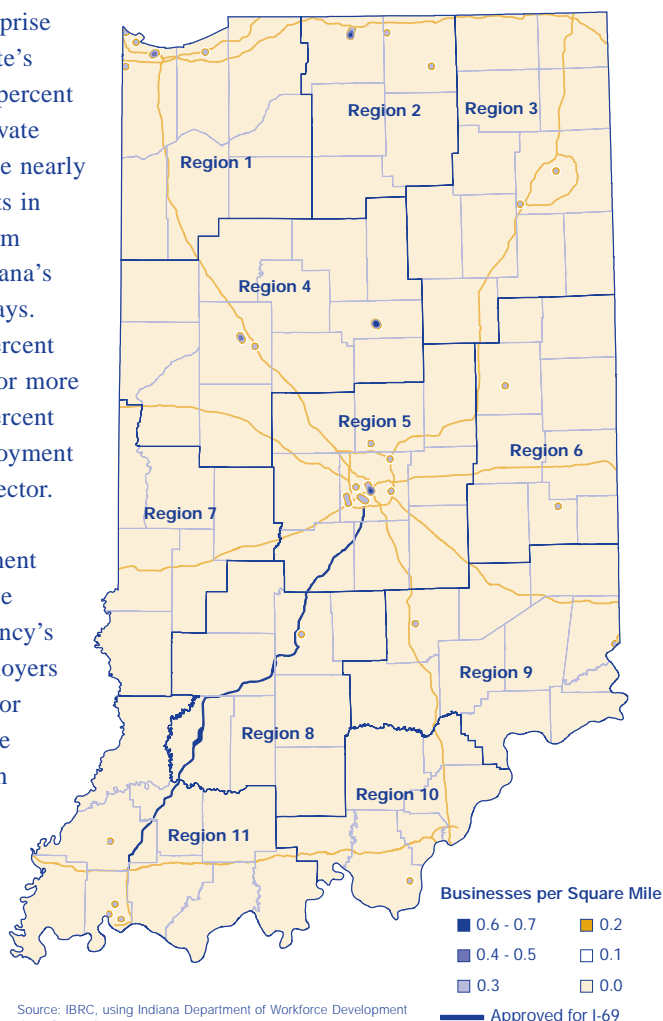 prise
te's
percent
vate
e nearly
ts in
m
ana's
ays.
ercent
or more
ercent
oyment
ector.
ment
e
ncy's
loyers
or
e
n
Region 1
Region 2
Region 3
Region 4
Region 5
Region 6
Region 7
Region 8
Region 9
Region 10
Region 11
Businesses per Square Mile
0.6 - 0.7
0.4 - 0.5
0.3
0.2
0.1
0.0
Approved for I-69
Source: IBRC, using Indiana Department of Workforce Development